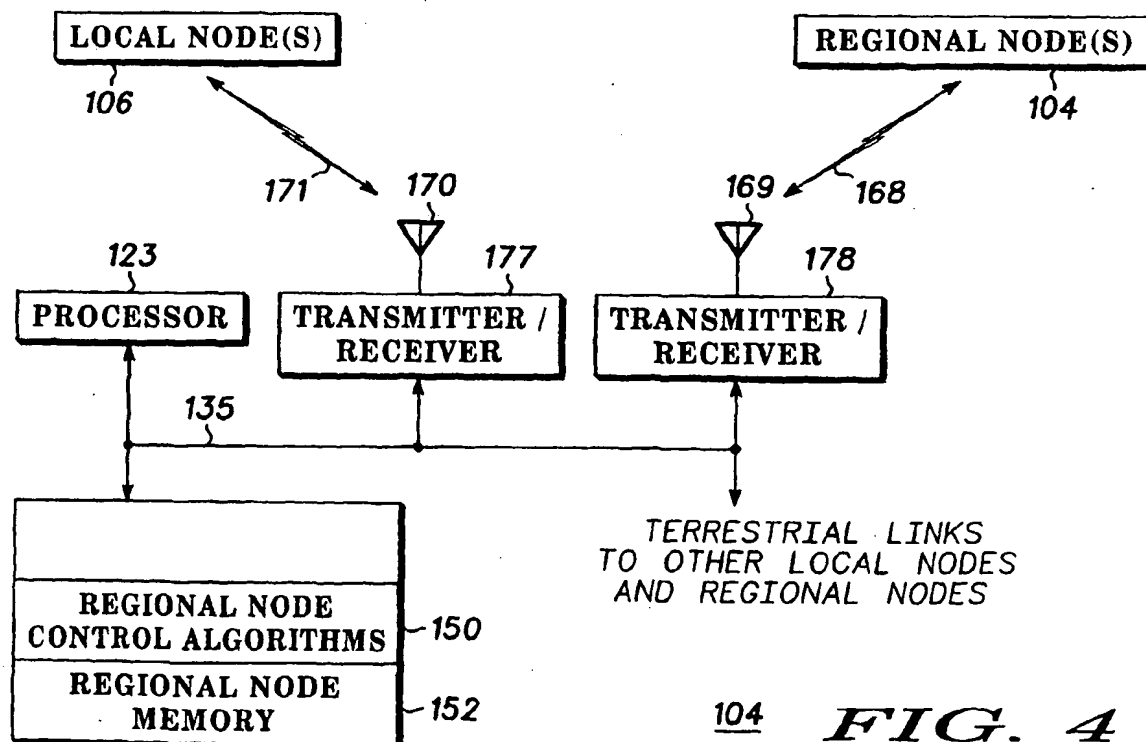 LOCAL NODE(S)
REGIONAL NODE(S)
106
104
171
170
169
168
123
177
178
PROCESSOR
TRANSMITTER /
RECEIVER
TRANSMITTER /
RECEIVER
135
TERRESTRIAL LINKS
TO OTHER LOCAL NODES
AND REGIONAL NODES
REGIONAL NODE
CONTROL ALGORITHMS
150
REGIONAL NODE
MEMORY
152
104 FIG. 4